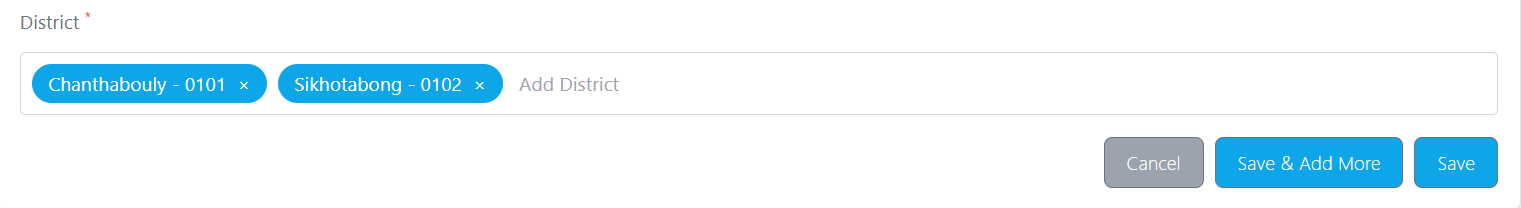 District *
Chanthabouly - 0101 × Sikhotabong - 0102 × Add District
Cancel Save & Add More Save